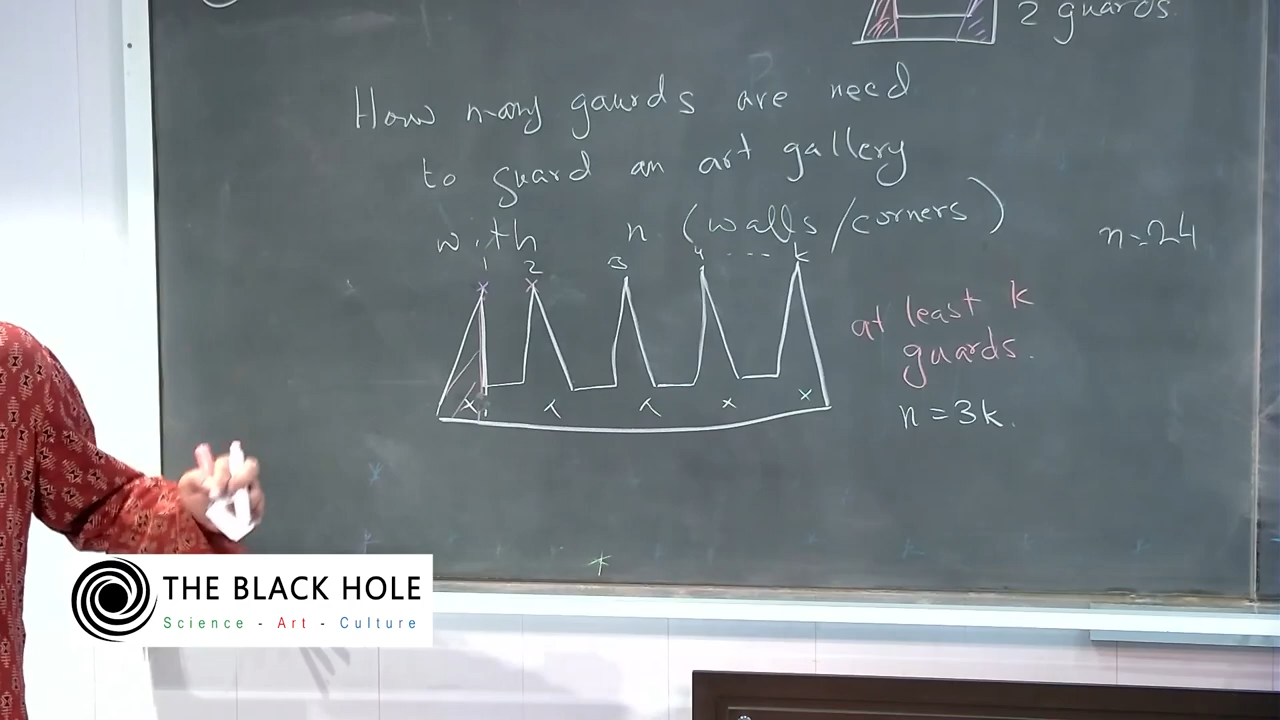 2 guards.
How many gaurds are need
to guard an art gallery
with n (walls/corners)
n=24
1 2 3 4 ---- k
at least k
guards.
n = 3k.
THE BLACK HOLE
Science - Art - Culture